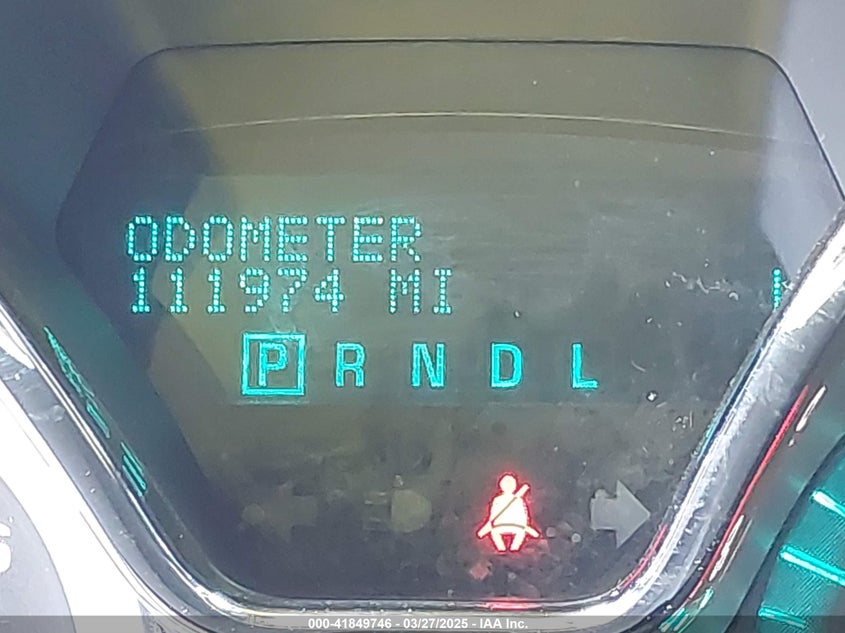 ODOMETER
111974 MI
P R N D L
000-41849746 - 03/27/2025 - IAA Inc.